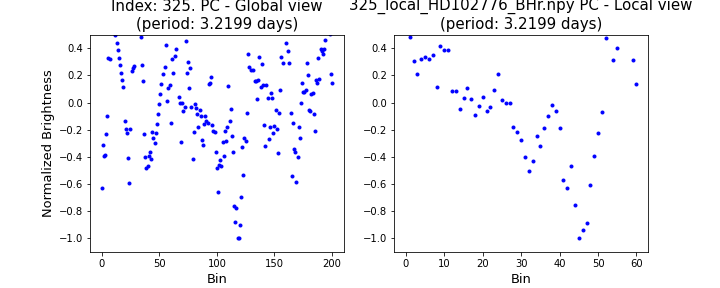 Index: 325. PC - Global view
(period: 3.2199 days)
325_local_HD102776_BHr.npy PC - Local view
(period: 3.2199 days)
Normalized Brightness
0.4
0.2
0.0
−0.2
−0.4
−0.6
−0.8
−1.0
0 50 100 150 200
Bin
0.4
0.2
0.0
−0.2
−0.4
−0.6
−0.8
−1.0
0 10 20 30 40 50 60
Bin